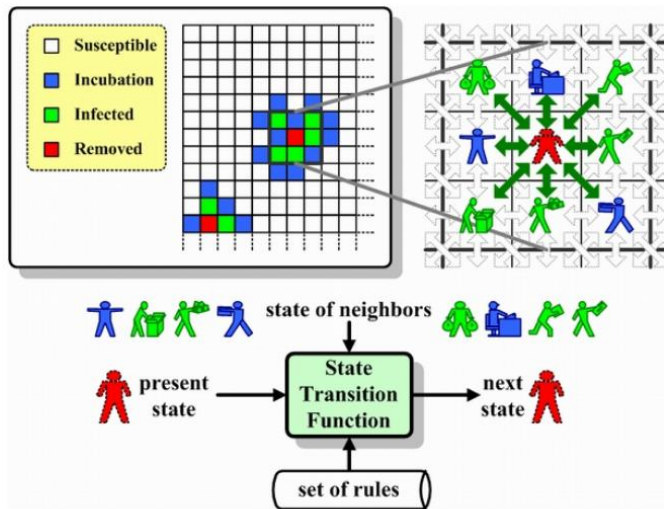 Susceptible
Incubation
Infected
Removed
state of neighbors
present
state
State
Transition
Function
next
state
set of rules